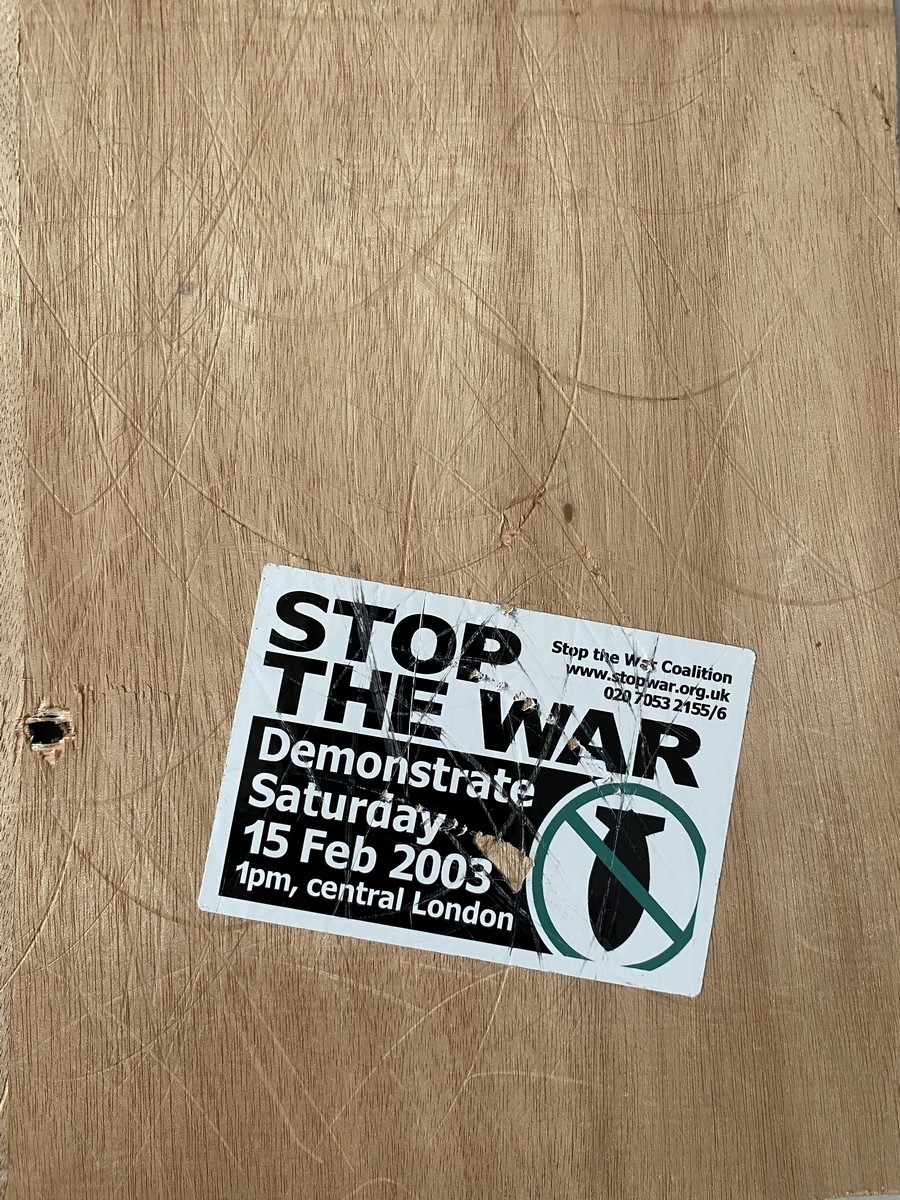 STOP
THE WAR
Stop the War Coalition
www.stopwar.org.uk
020 7053 2155/6
Demonstrate
Saturday
15 Feb 2003
1pm, central London